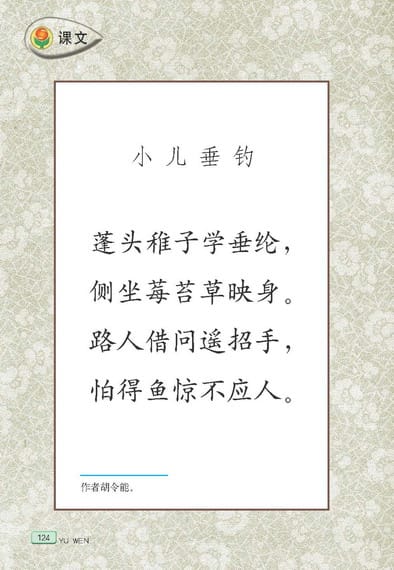 课文
小儿垂钓
蓬头稚子学垂纶，
侧坐莓苔草映身。
路人借问遥招手，
怕得鱼惊不应人。
作者胡令能。
124 YU WEN